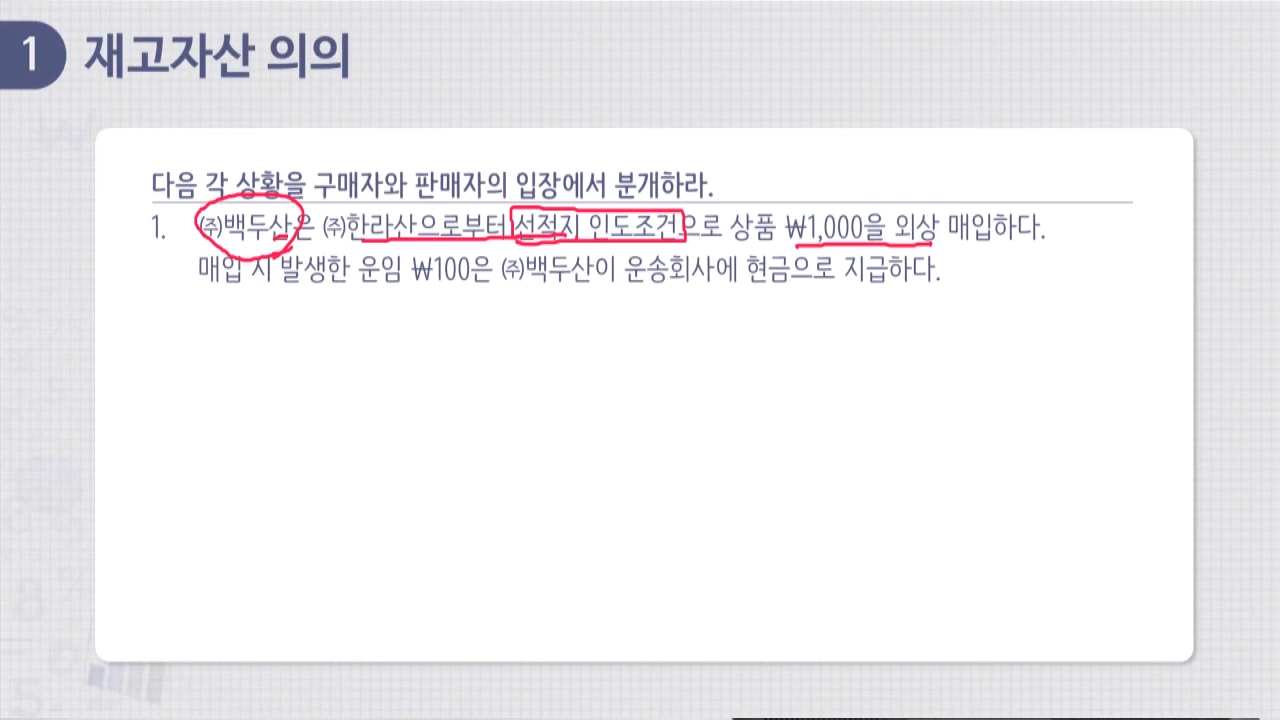 1 재고자산 의의
다음 각 상황을 구매자와 판매자의 입장에서 분개하라.
1. ㈜백두산은 ㈜한라산으로부터 선적지 인도조건으로 상품 ₩1,000을 외상 매입하다.
매입 시 발생한 운임 ₩100은 ㈜백두산이 운송회사에 현금으로 지급하다.